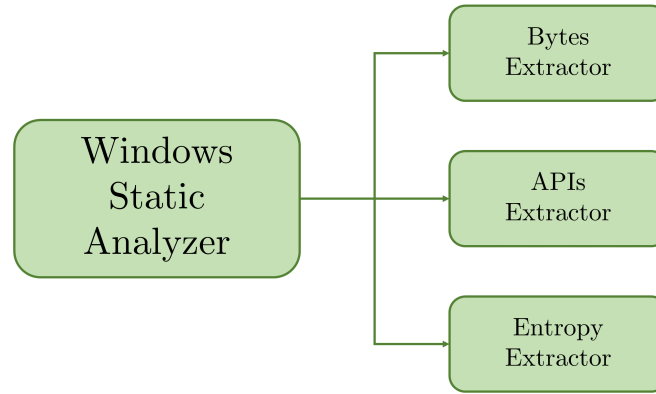 Windows
Static
Analyzer
Bytes
Extractor
APIs
Extractor
Entropy
Extractor